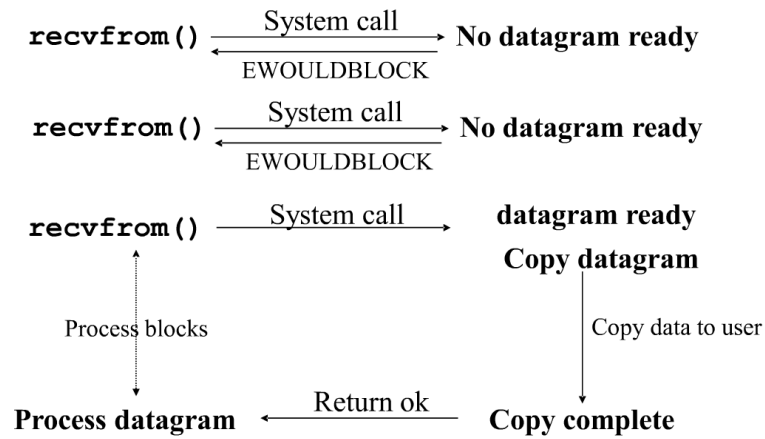 recvfrom() System call No datagram ready
EWOULDBLOCK
recvfrom() System call No datagram ready
EWOULDBLOCK
recvfrom() System call datagram ready
Copy datagram
Process blocks Copy data to user
Process datagram Return ok Copy complete